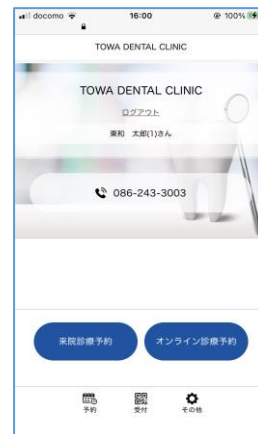 docomo 16:00 @ 100%
TOWA DENTAL CLINIC
TOWA DENTAL CLINIC
ログアウト
東和 太郎(1)さん
086-243-3003
来院診療予約 オンライン診療予約
予約 受付 その他